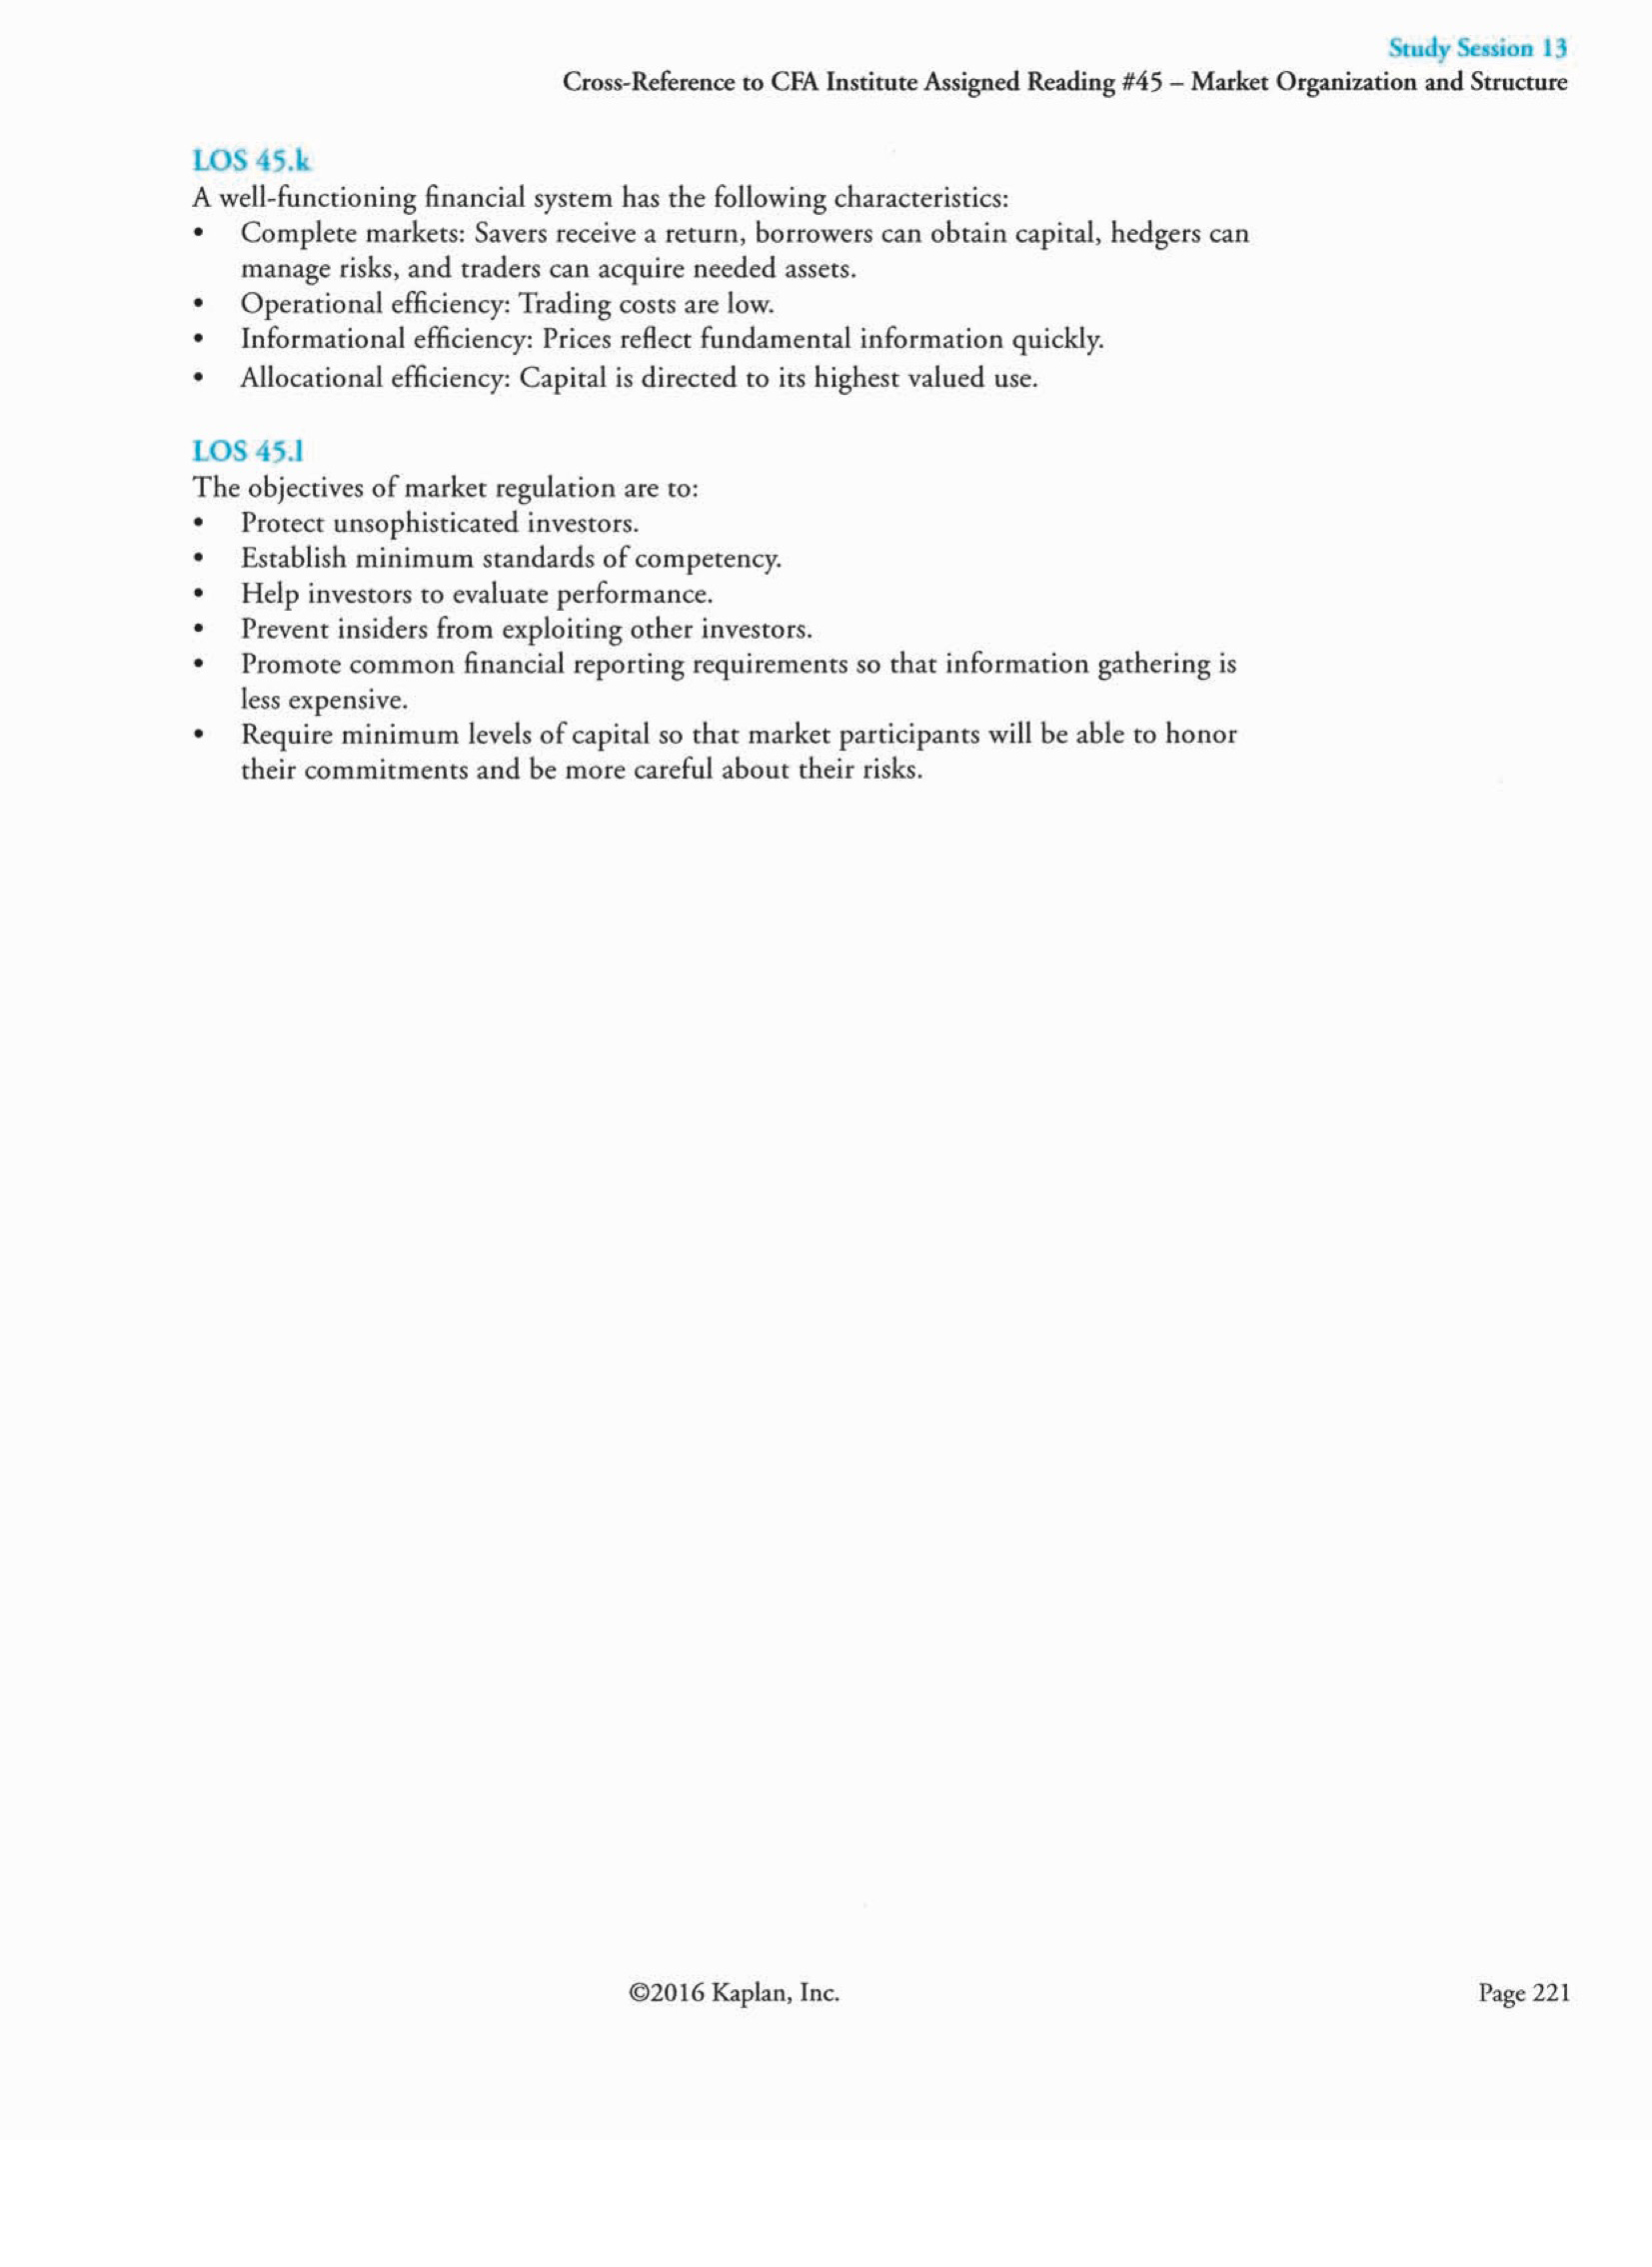 Study Session 13
Cross-Reference to CFA Institute Assigned Reading #45 – Market Organization and Structure
LOS 45.k
A well-functioning financial system has the following characteristics:
• Complete markets: Savers receive a return, borrowers can obtain capital, hedgers can
manage risks, and traders can acquire needed assets.
• Operational efficiency: Trading costs are low.
• Informational efficiency: Prices reflect fundamental information quickly.
• Allocational efficiency: Capital is directed to its highest valued use.
LOS 45.l
The objectives of market regulation are to:
• Protect unsophisticated investors.
• Establish minimum standards of competency.
• Help investors to evaluate performance.
• Prevent insiders from exploiting other investors.
• Promote common financial reporting requirements so that information gathering is
less expensive.
• Require minimum levels of capital so that market participants will be able to honor
their commitments and be more careful about their risks.
©2016 Kaplan, Inc.
Page 221